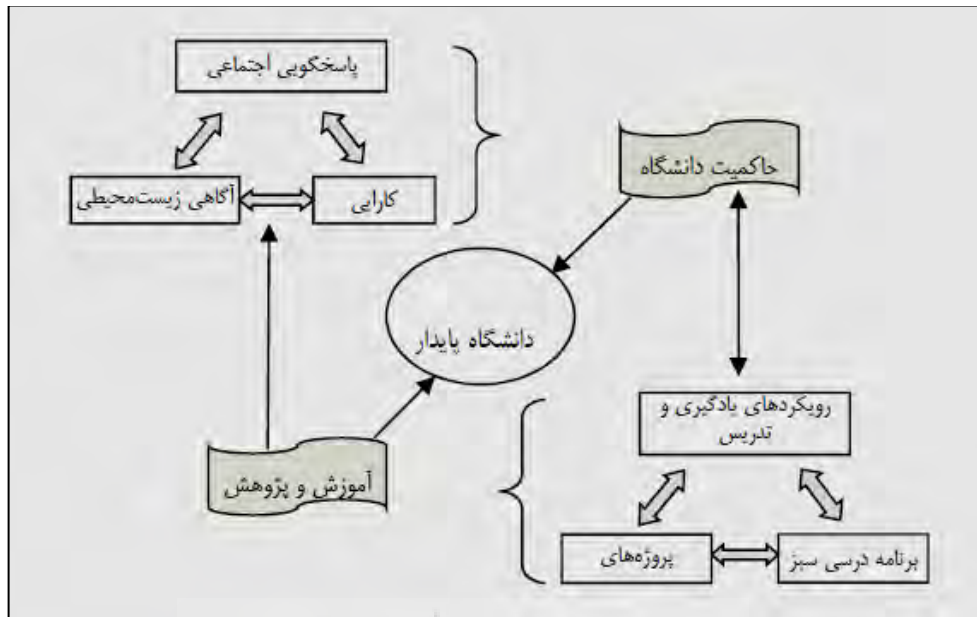 پاسخگویی اجتماعی
حاکمیت دانشگاه
آگاهی زیست‌محیطی
کارایی
دانشگاه پایدار
رویکردهای یادگیری و
تدریس
آموزش و پژوهش
پروژه‌های
برنامه درسی سبز